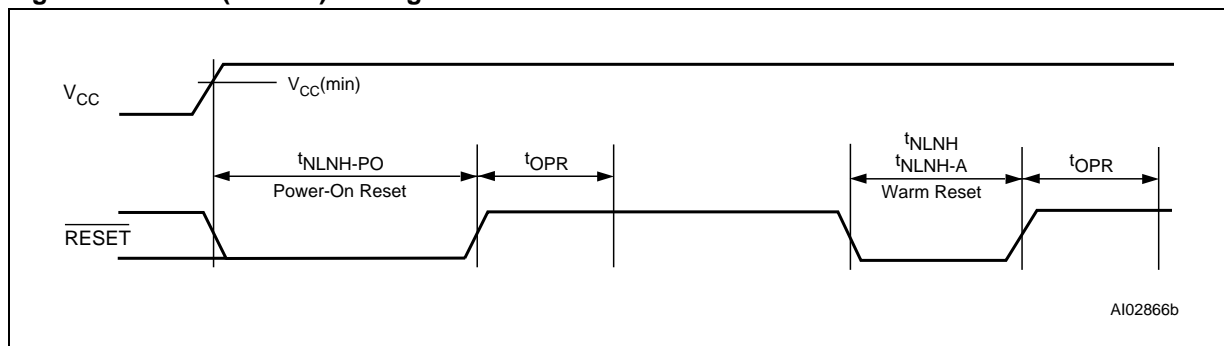 V_CC
V_CC(min)
t_NLNH-PO
Power-On Reset
t_OPR
t_NLNH
t_NLNH-A
Warm Reset
t_OPR
RESET
AI02866b